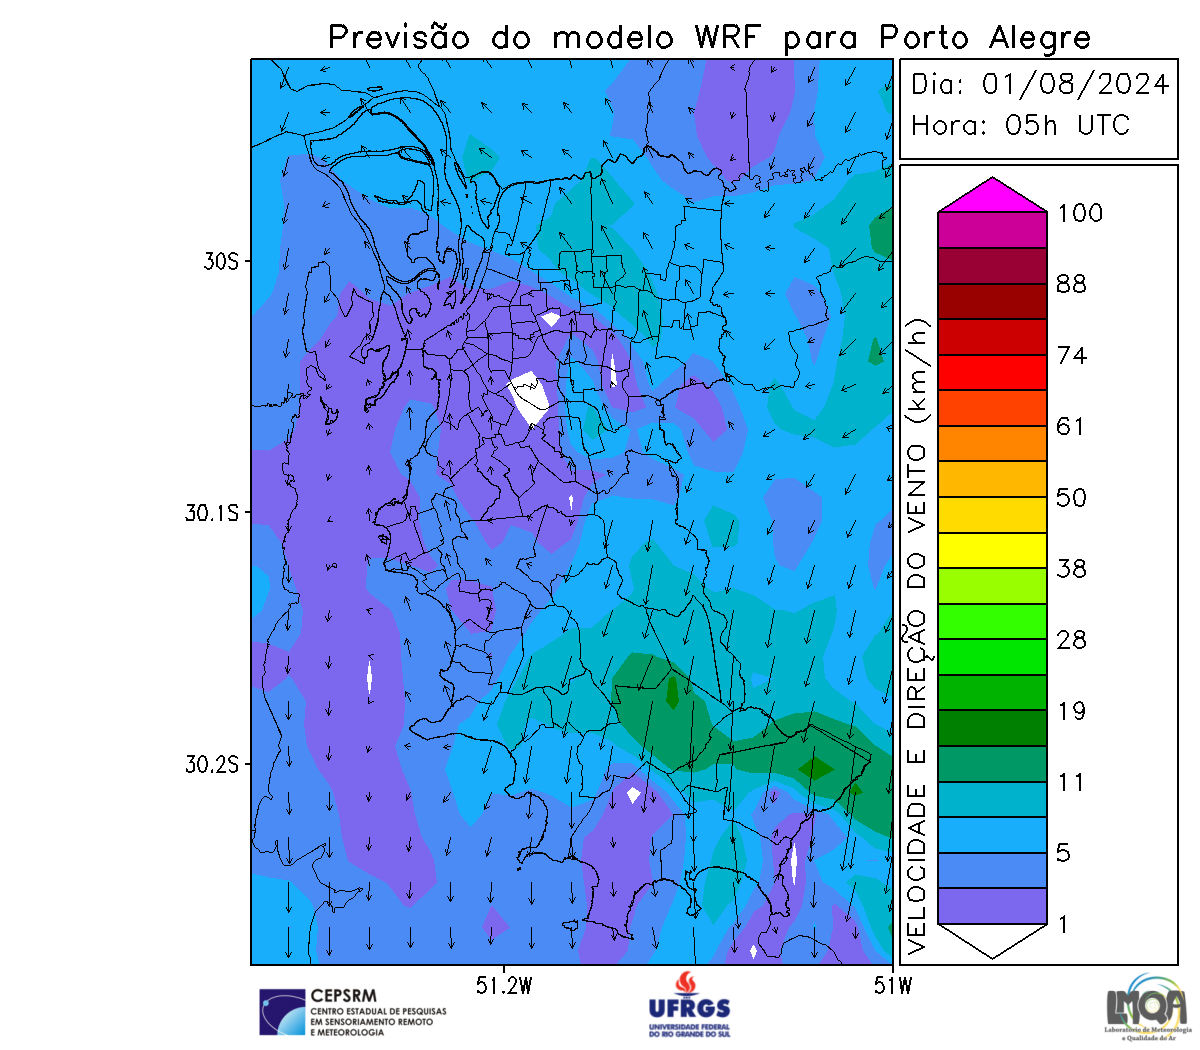 Previsão do modelo WRF para Porto Alegre
Dia: 01/08/2024
Hora: 05h UTC
30S
30.1S
30.2S
51.2W
51W
VELOCIDADE E DIREÇÃO DO VENTO (km/h)
100
88
74
61
50
38
28
19
11
5
1
CEPSRM
CENTRO ESTADUAL DE PESQUISAS
EM SENSORIAMENTO REMOTO
E METEOROLOGIA
UFRGS
UNIVERSIDADE FEDERAL
DO RIO GRANDE DO SUL
LMQA
Laboratório de Meteorologia
e Qualidade do Ar